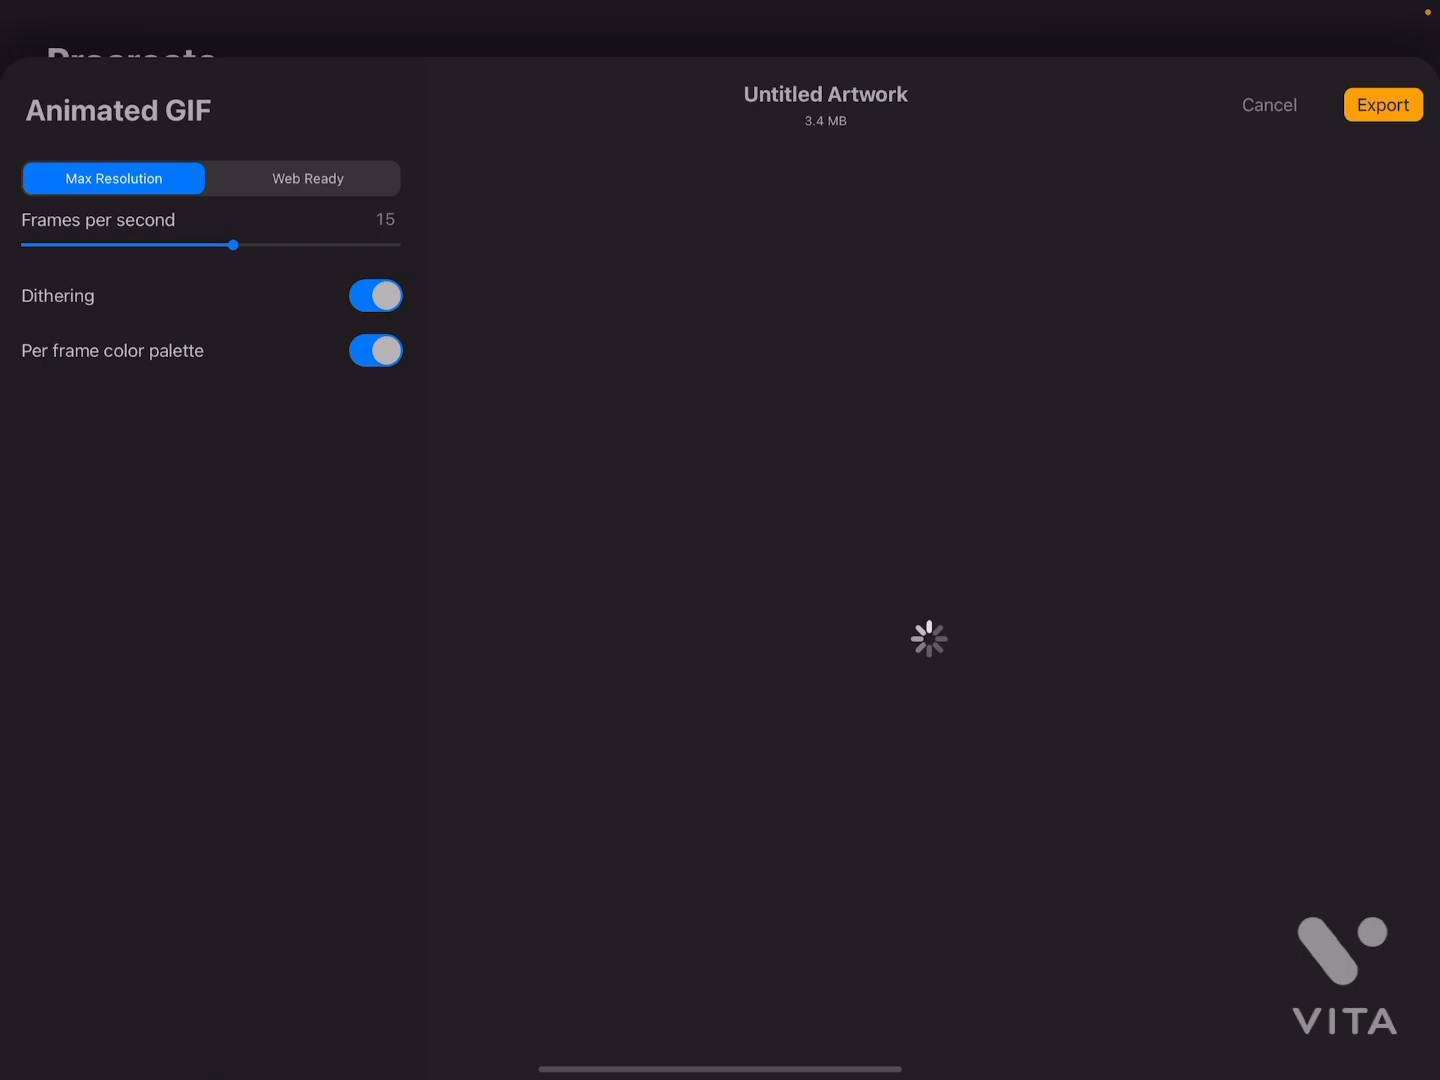 Procreate
Animated GIF
Untitled Artwork
3.4 MB
Cancel
Export
Max Resolution
Web Ready
Frames per second
15
Dithering
Per frame color palette
VITA